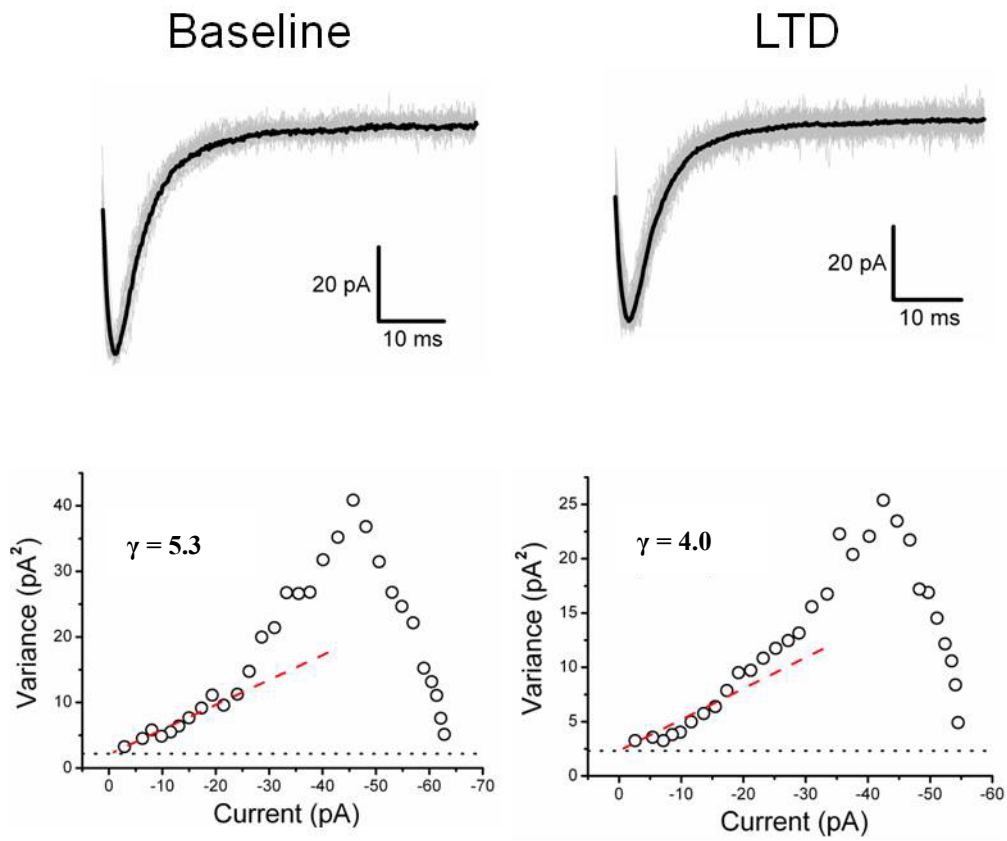 Baseline
LTD
20 pA
10 ms
20 pA
10 ms
γ = 5.3
Variance (pA²)
40
30
20
10
0
0 -10 -20 -30 -40 -50 -60 -70
Current (pA)
γ = 4.0
Variance (pA²)
25
20
15
10
5
0
0 -10 -20 -30 -40 -50 -60
Current (pA)